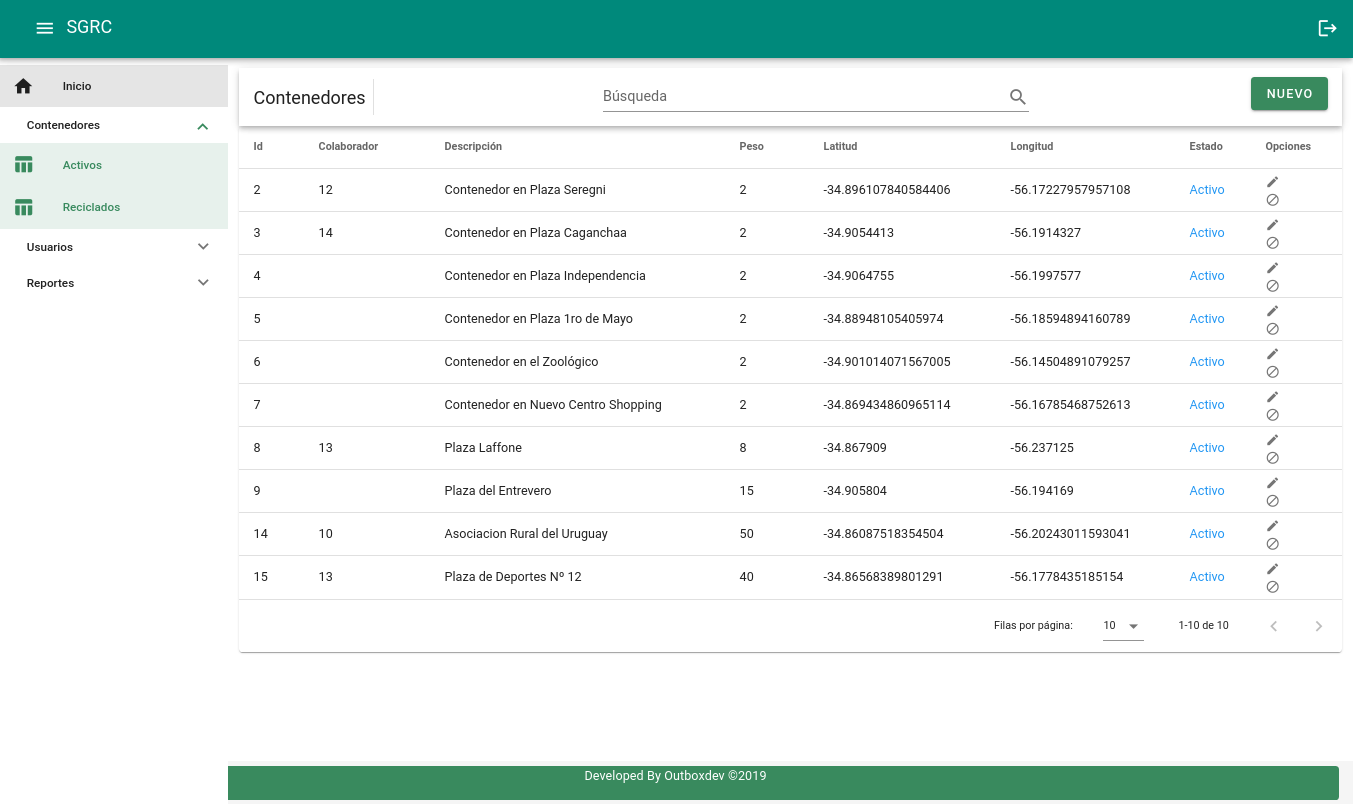 SGRC
Inicio
Contenedores
Activos
Reciclados
Usuarios
Reportes
Contenedores Búsqueda NUEVO
Id Colaborador Descripción Peso Latitud Longitud Estado Opciones
2 12 Contenedor en Plaza Seregni 2 -34.896107840584406 -56.17227957957108 Activo
3 14 Contenedor en Plaza Caganchaa 2 -34.9054413 -56.1914327 Activo
4 Contenedor en Plaza Independencia 2 -34.9064755 -56.1997577 Activo
5 Contenedor en Plaza 1ro de Mayo 2 -34.88948105405974 -56.18594894160789 Activo
6 Contenedor en el Zoológico 2 -34.901014071567005 -56.14504891079257 Activo
7 Contenedor en Nuevo Centro Shopping 2 -34.869434860965114 -56.16785468752613 Activo
8 13 Plaza Laffone 8 -34.867909 -56.237125 Activo
9 Plaza del Entrevero 15 -34.905804 -56.194169 Activo
14 10 Asociacion Rural del Uruguay 50 -34.86087518354504 -56.20243011593041 Activo
15 13 Plaza de Deportes Nº 12 40 -34.86568389801291 -56.1778435185154 Activo
Filas por página: 10 1-10 de 10
Developed By Outboxdev ©2019